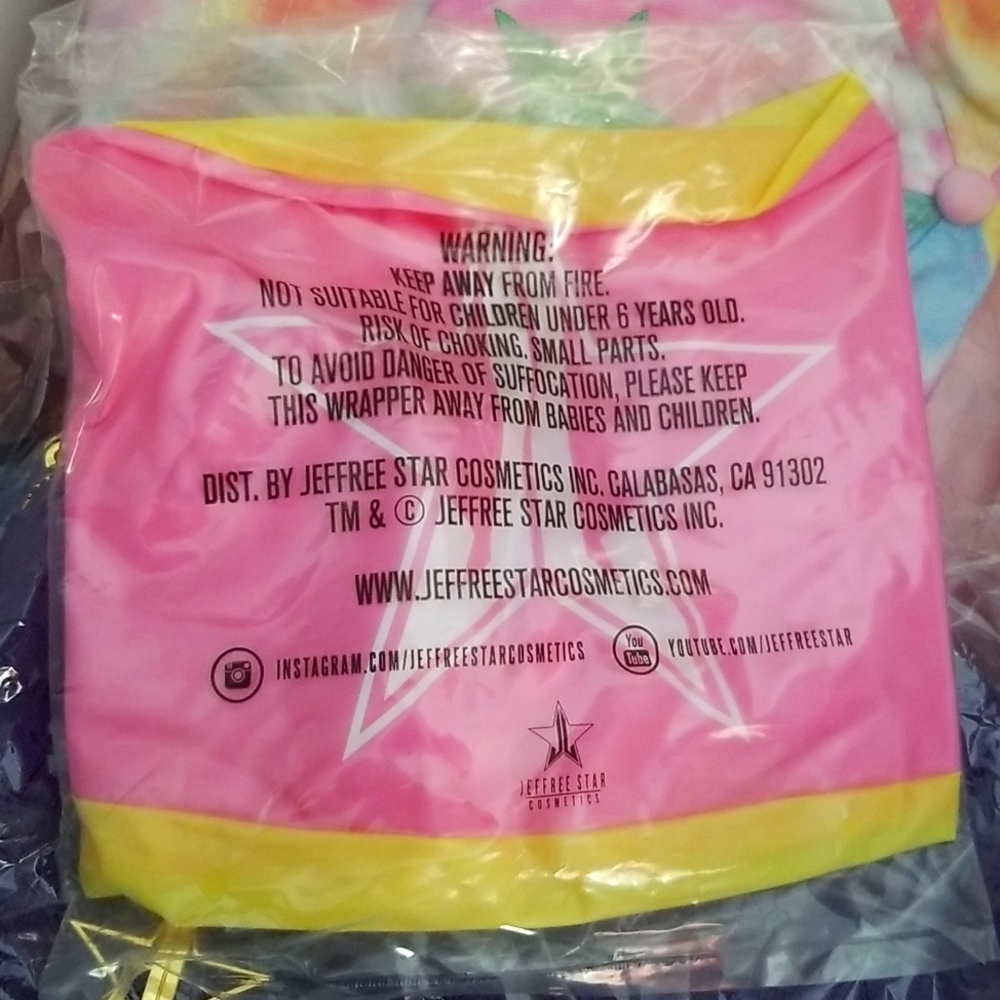 WARNING:
KEEP AWAY FROM FIRE.
NOT SUITABLE FOR CHILDREN UNDER 6 YEARS OLD.
RISK OF CHOKING. SMALL PARTS.
TO AVOID DANGER OF SUFFOCATION, PLEASE KEEP
THIS WRAPPER AWAY FROM BABIES AND CHILDREN.
DIST. BY JEFFREE STAR COSMETICS INC. CALABASAS, CA 91302
TM & © JEFFREE STAR COSMETICS INC.
WWW.JEFFREESTARCOSMETICS.COM
INSTAGRAM.COM/JEFFREESTARCOSMETICS
You Tube YOUTUBE.COM/JEFFREESTAR
JEFFREE STAR
COSMETICS